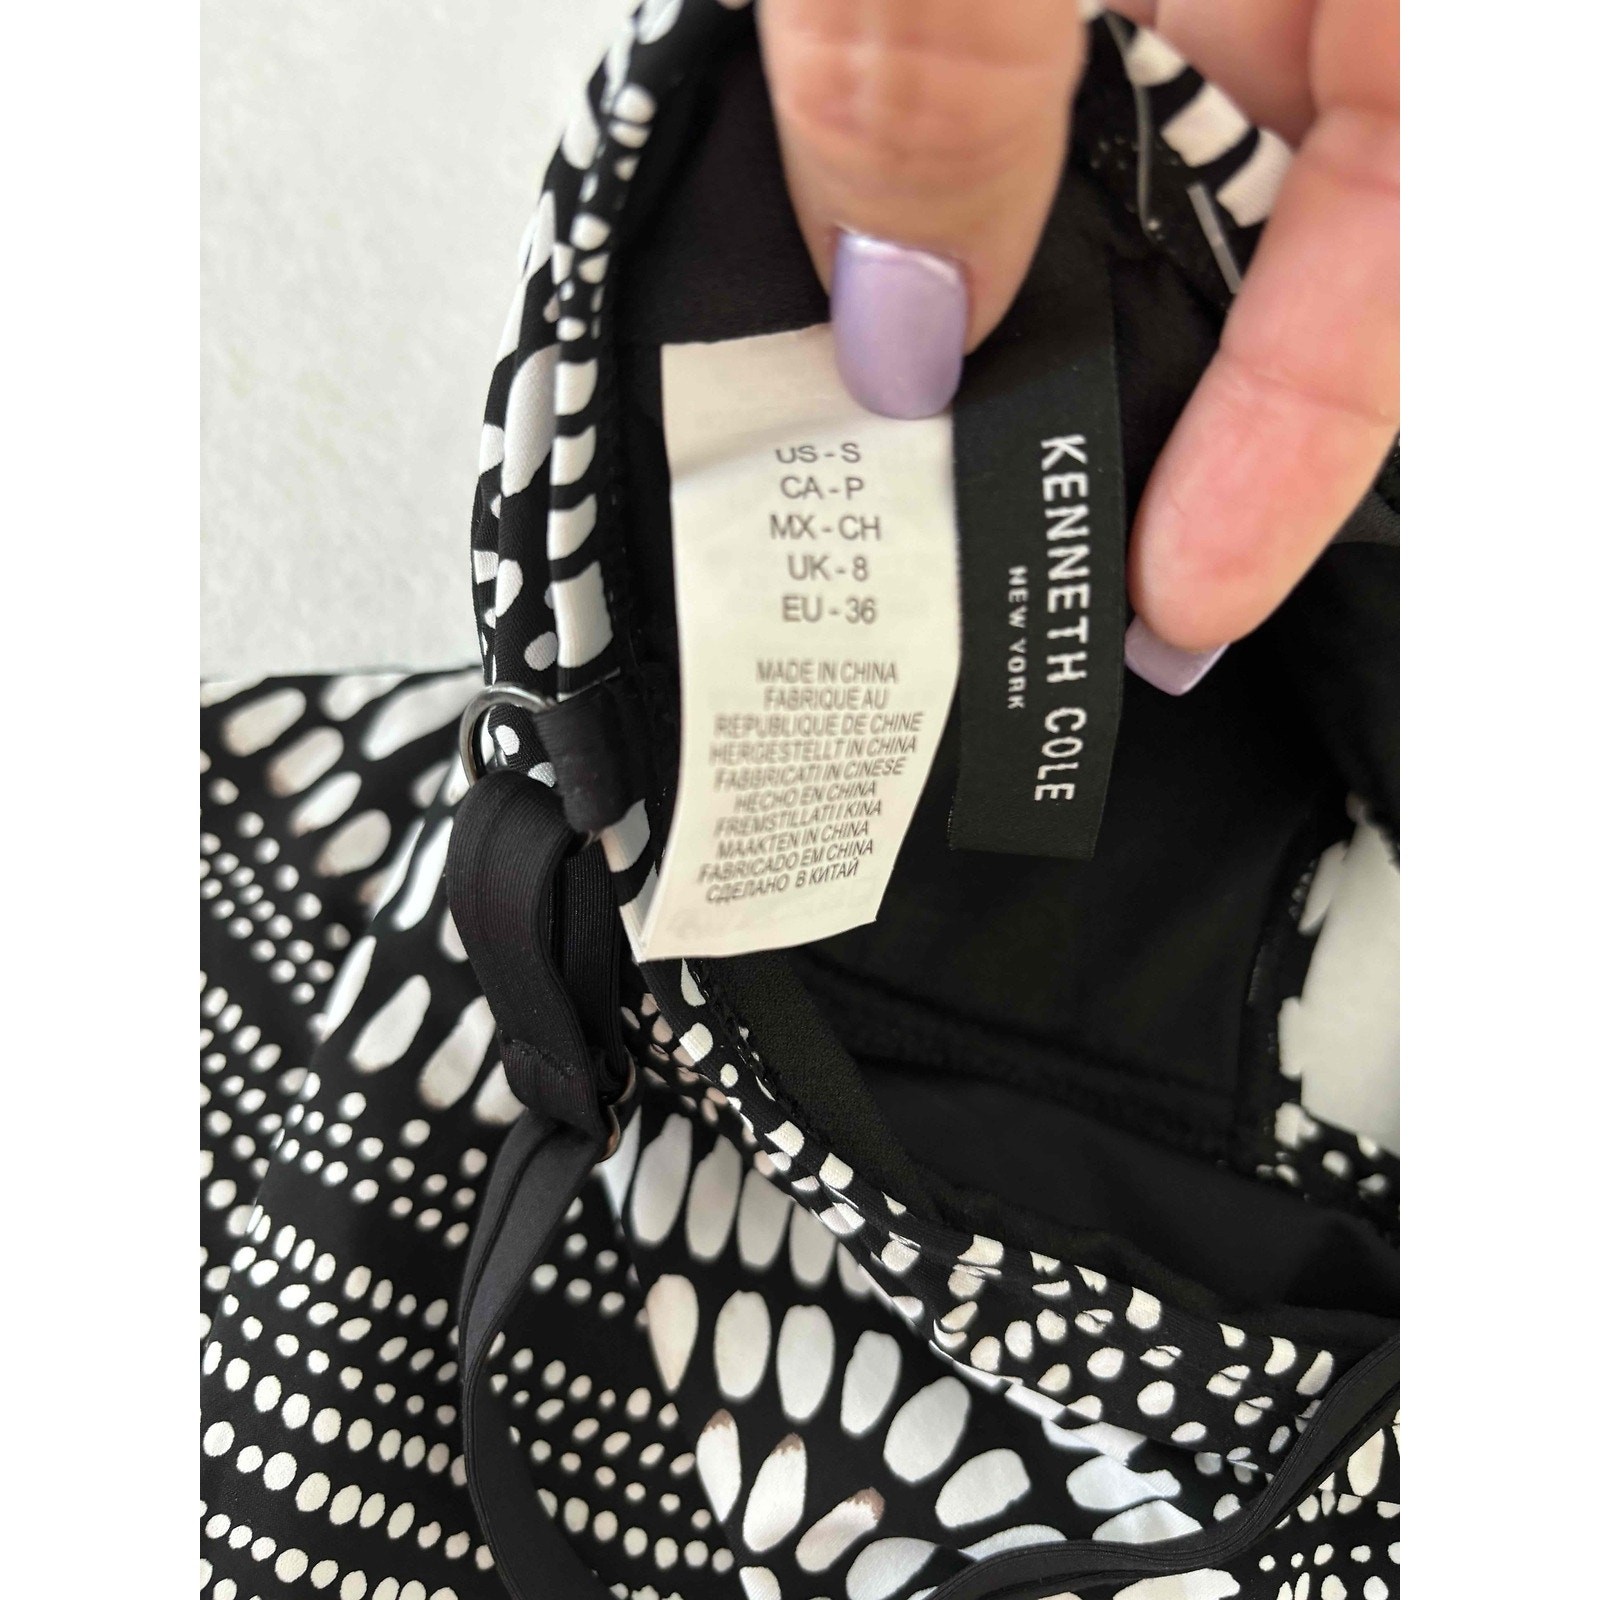 US - S
CA - P
MX - CH
UK - 8
EU - 36
MADE IN CHINA
FABRIQUE AU
REPUBLIQUE DE CHINE
HERGESTELLT IN CHINA
FABBRICATI IN CINESE
HECHO EN CHINA
FREMSTILLAT I KINA
MAAKTEN IN CHINA
FABRICADO EM CHINA
СДЕЛАНО В КИТАЙ
KENNETH COLE
NEW YORK